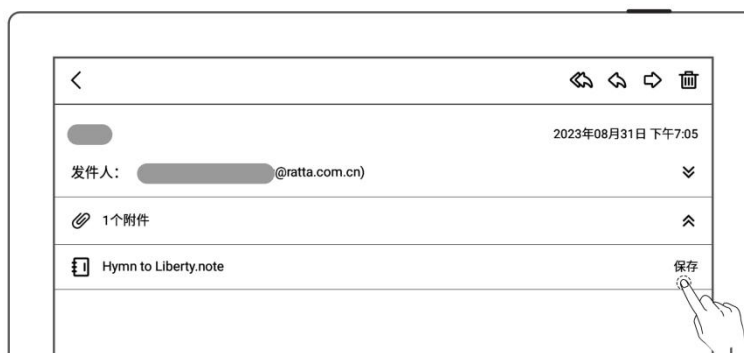 2023年08月31日 下午7:05
发件人： @ratta.com.cn)
1个附件
Hymn to Liberty.note 保存